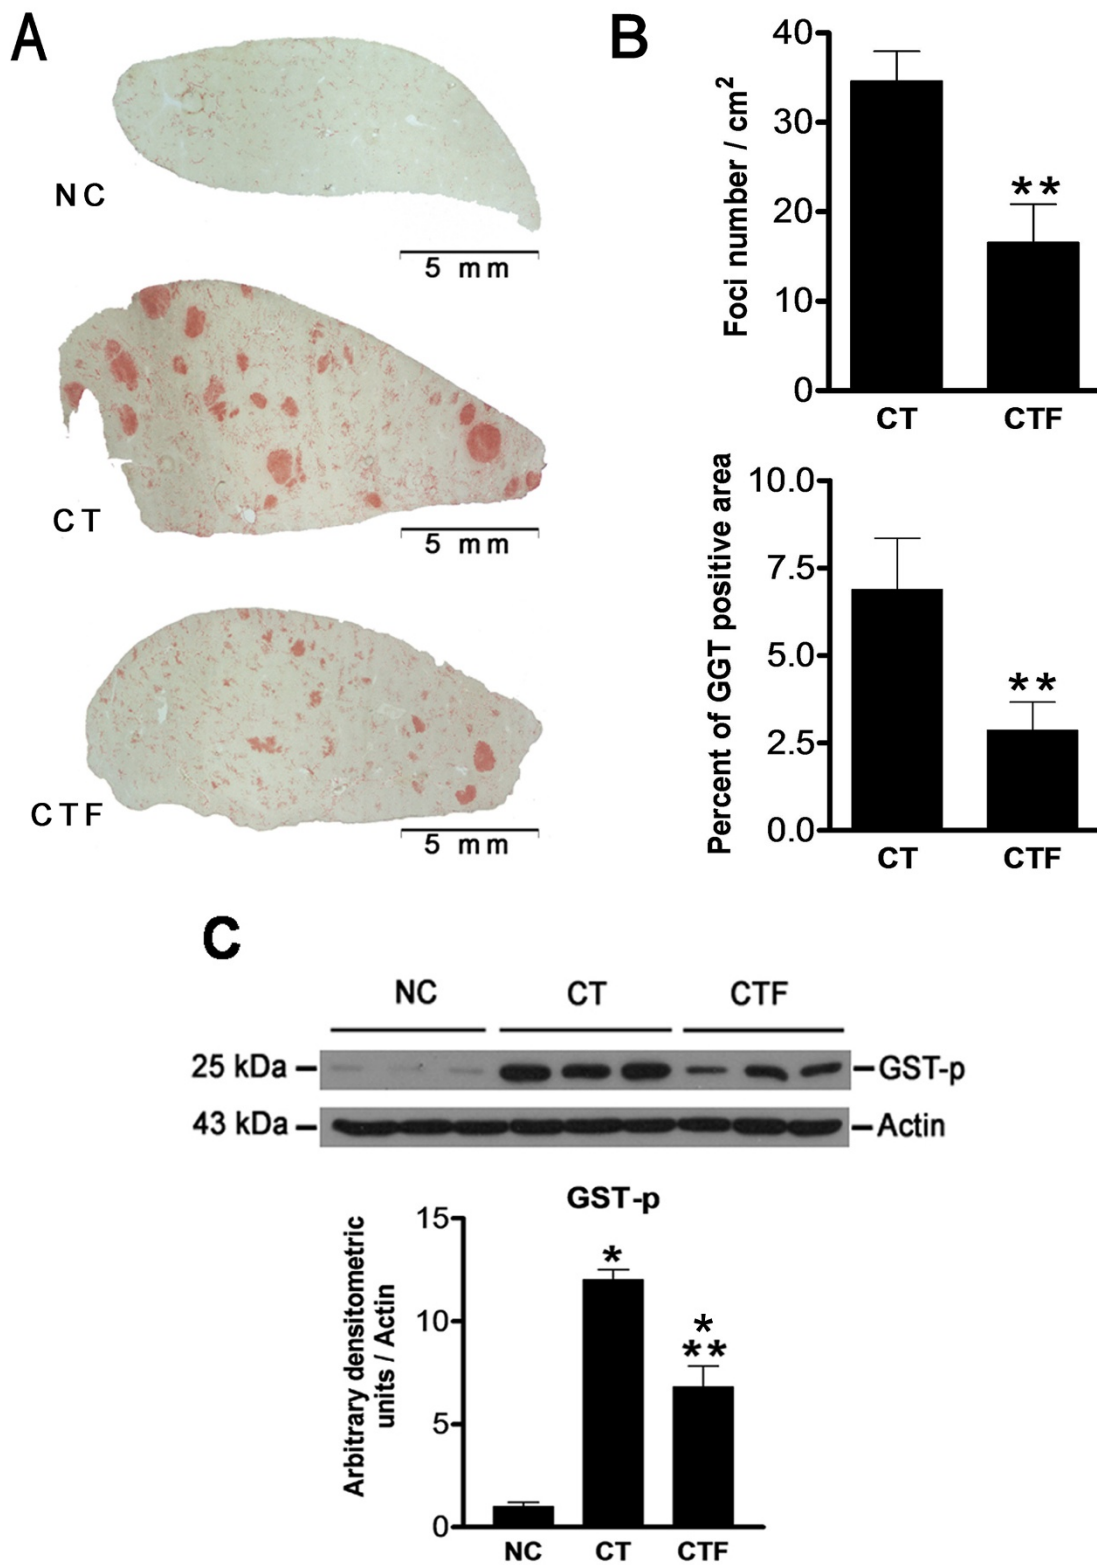 A
NC
5 mm
CT
5 mm
CTF
5 mm
B
Foci number / cm²
40
30
20
10
0
**
CT CTF
Percent of GGT positive area
10.0
7.5
5.0
2.5
0.0
**
CT CTF
C
NC CT CTF
25 kDa GST-p
43 kDa Actin
GST-p
Arbitrary densitometric
units / Actin
15
10
5
0
*
*
**
NC CT CTF